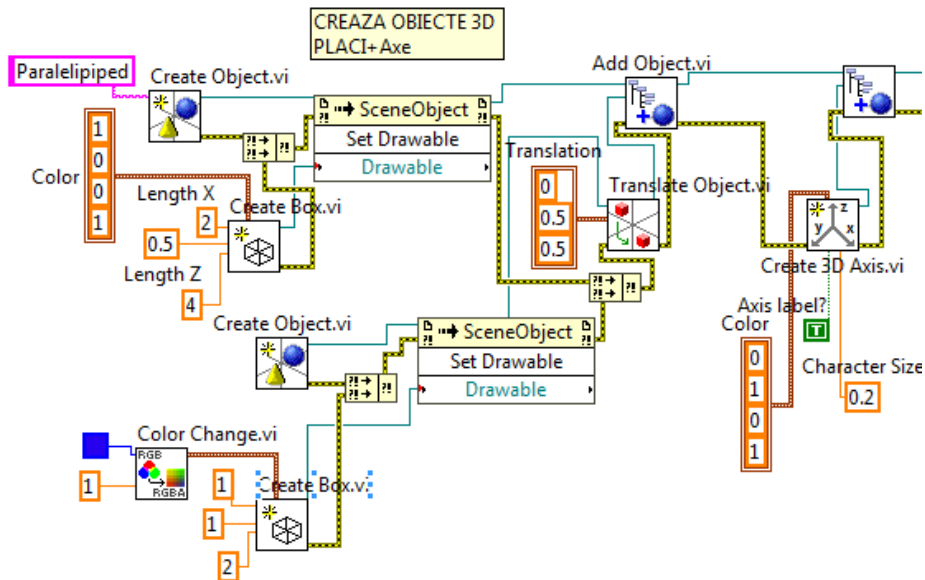 CREAZA OBIECTE 3D
PLACI+Axe
Paralelipiped
Create Object.vi
Add Object.vi
SceneObject
Set Drawable
Drawable
Color
1
0
0
1
Length X
2
0.5
Length Z
4
Create Box.vi
Translation
0
0.5
0.5
Translate Object.vi
z
y
x
Create 3D Axis.vi
Axis label?
T
Color
0
1
0
1
Character Size
0.2
Create Object.vi
SceneObject
Set Drawable
Drawable
Color Change.vi
RGB
RGBA
1
Create Box.vi
1
1
2